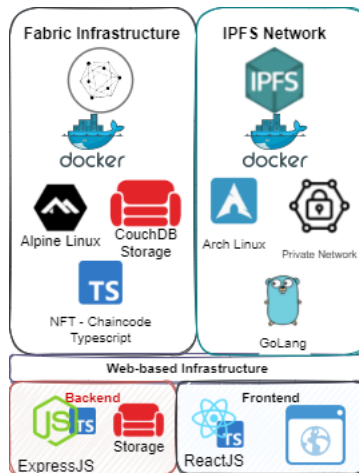 Fabric Infrastructure
docker
Alpine Linux
CouchDB
Storage
TS
NFT - Chaincode
Typescript
IPFS Network
IPFS
docker
Arch Linux
Private Network
GoLang
Web-based Infrastructure
Backend
JS
TS
ExpressJS
Storage
Frontend
TS
ReactJS